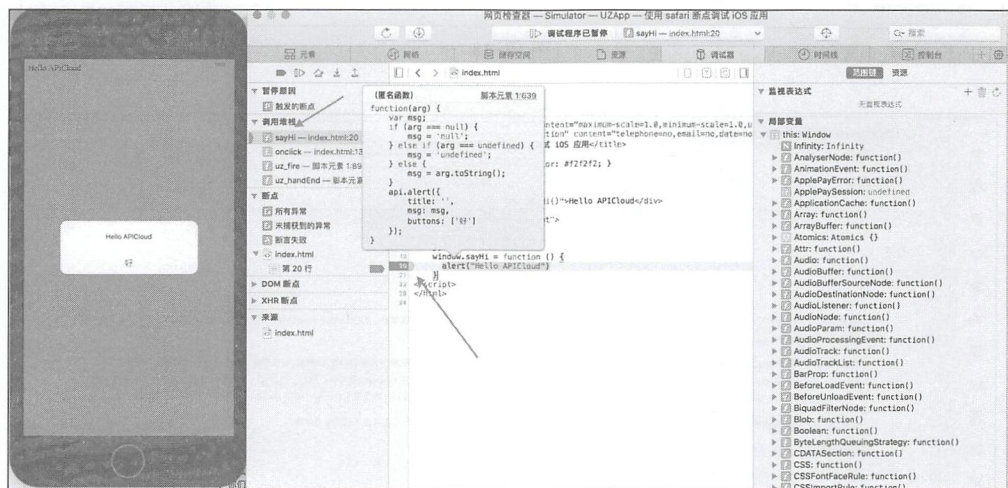 网页检查器 — Simulator — UZApp — 使用 safari 断点调试 iOS 应用
调试程序已暂停
sayHi — index.html:20
搜索
元素
网络
储存空间
资源
调试器
时间线
控制台
Hello APICloud
Hello APICloud
好
暂停原因
触发的断点
调用堆栈
sayHi — index.html:20
onclick — index.html:13
uz_fire — 脚本元素 1:89
uz_handEnd — 脚本元素
断点
所有异常
未捕获到的异常
断言失败
index.html
第 20 行
DOM 断点
XHR 断点
来源
index.html
index.html
(匿名函数) 脚本元素 1:639
function(arg) {
var msg;
if (arg === null) {
msg = 'null';
} else if (arg === undefined) {
msg = 'undefined';
} else {
msg = arg.toString();
}
api.alert({
title: '',
msg: msg,
buttons: ['好']
});
}
ntent="maximum-scale=1.0,minimum-scale=1.0,u
tion" content="telephone=no,email=no,date=no
式 iOS 应用</title>
or: #f2f2f2; }
Hi()">Hello APICloud</div>
t">
19 window.sayHi = function () {
20 alert("Hello APICloud")
21 }
22 </script>
23 </html>
24
范围链
资源
监视表达式
无监视表达式
局部变量
this: Window
Infinity: Infinity
AnalyserNode: function()
AnimationEvent: function()
ApplePayError: function()
ApplePaySession: undefined
ApplicationCache: function()
Array: function()
ArrayBuffer: function()
Atomics: Atomics {}
Attr: function()
Audio: function()
AudioBuffer: function()
AudioBufferSourceNode: function()
AudioDestinationNode: function()
AudioListener: function()
AudioNode: function()
AudioParam: function()
AudioProcessingEvent: function()
AudioTrack: function()
AudioTrackList: function()
BarProp: function()
BeforeLoadEvent: function()
BeforeUnloadEvent: function()
BiquadFilterNode: function()
Blob: function()
Boolean: function()
ByteLengthQueuingStrategy: function()
CDATASection: function()
CSS: function()
CSSFontFaceRule: function()
CSSImportRule: function()